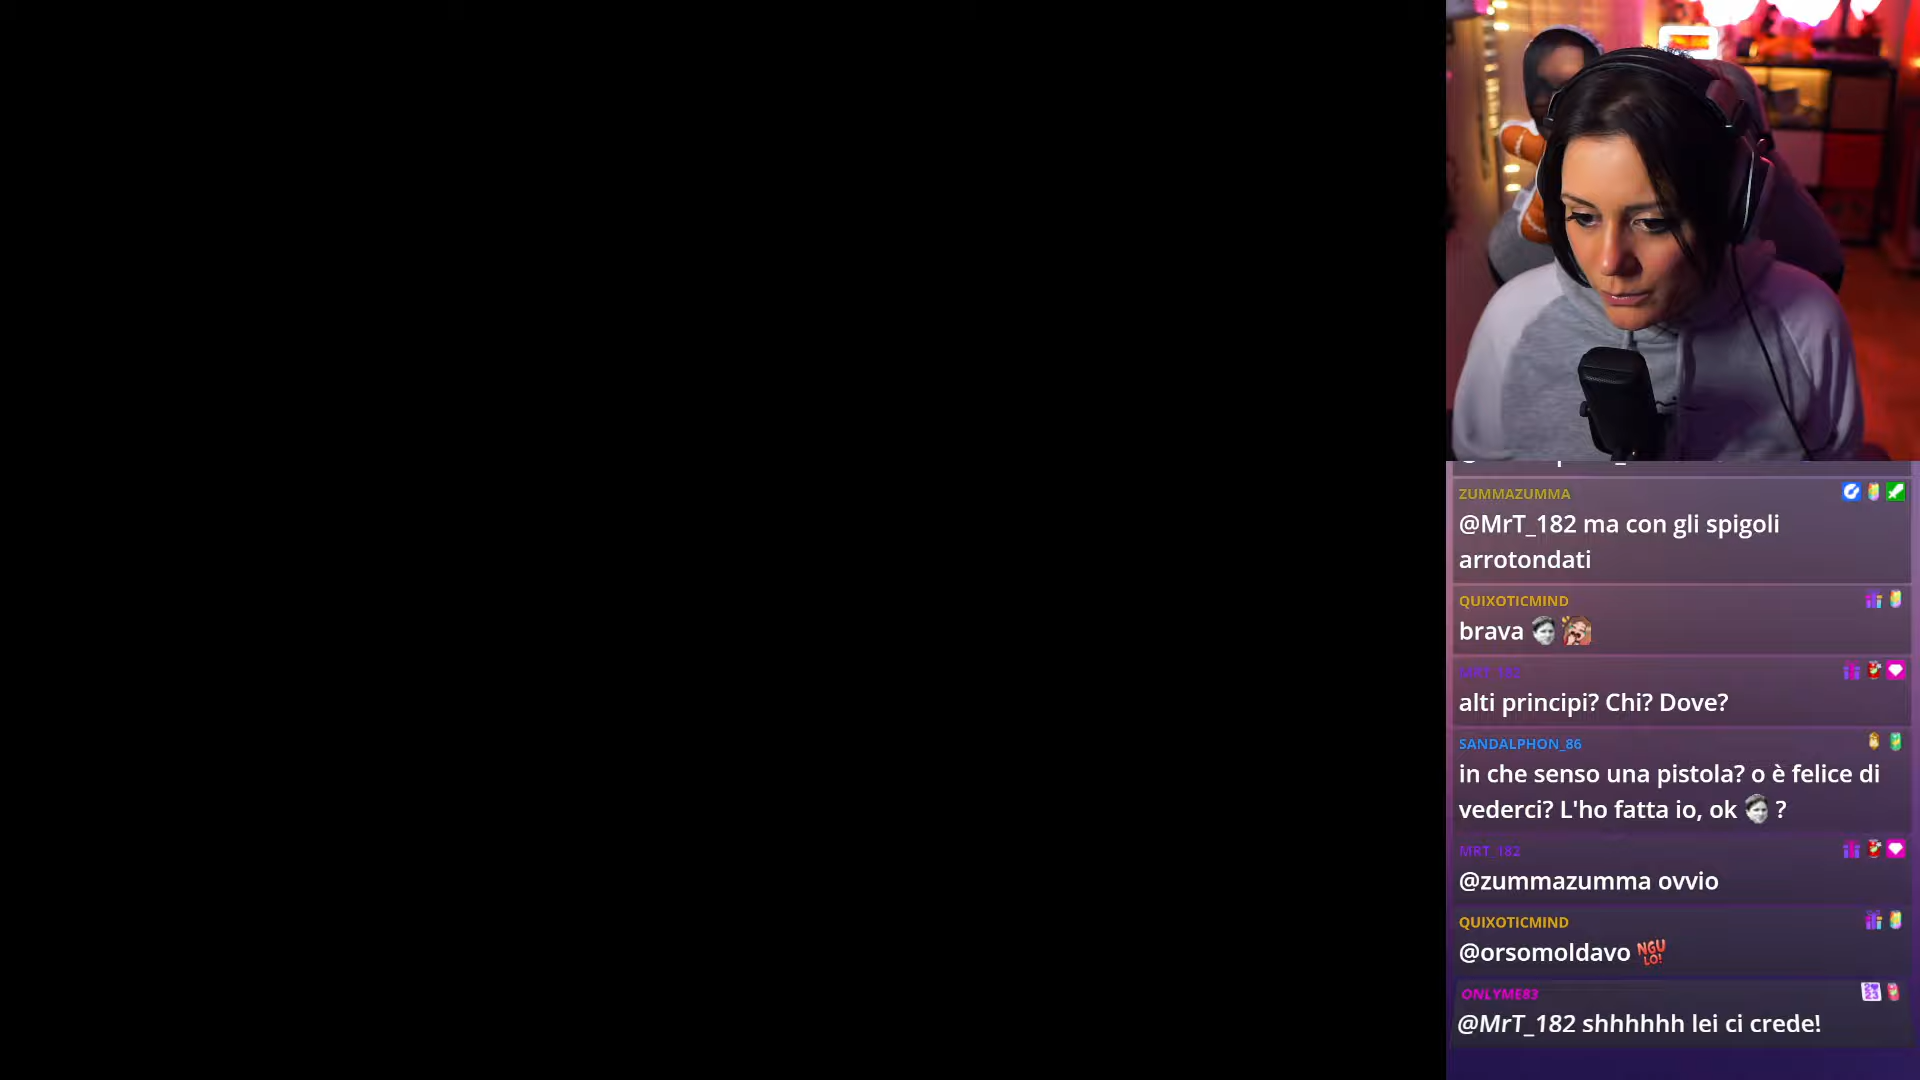 ZUMMAZUMMA
@MrT_182 ma con gli spigoli
arrotondati
QUIXOTICMIND
brava
MRT_182
alti principi? Chi? Dove?
SANDALPHON_86
in che senso una pistola? o è felice di
vederci? L'ho fatta io, ok ?
MRT_182
@zummazumma ovvio
QUIXOTICMIND
@orsomoldavo NGU
LO!
ONLYME83
@MrT_182 shhhhhh lei ci crede!